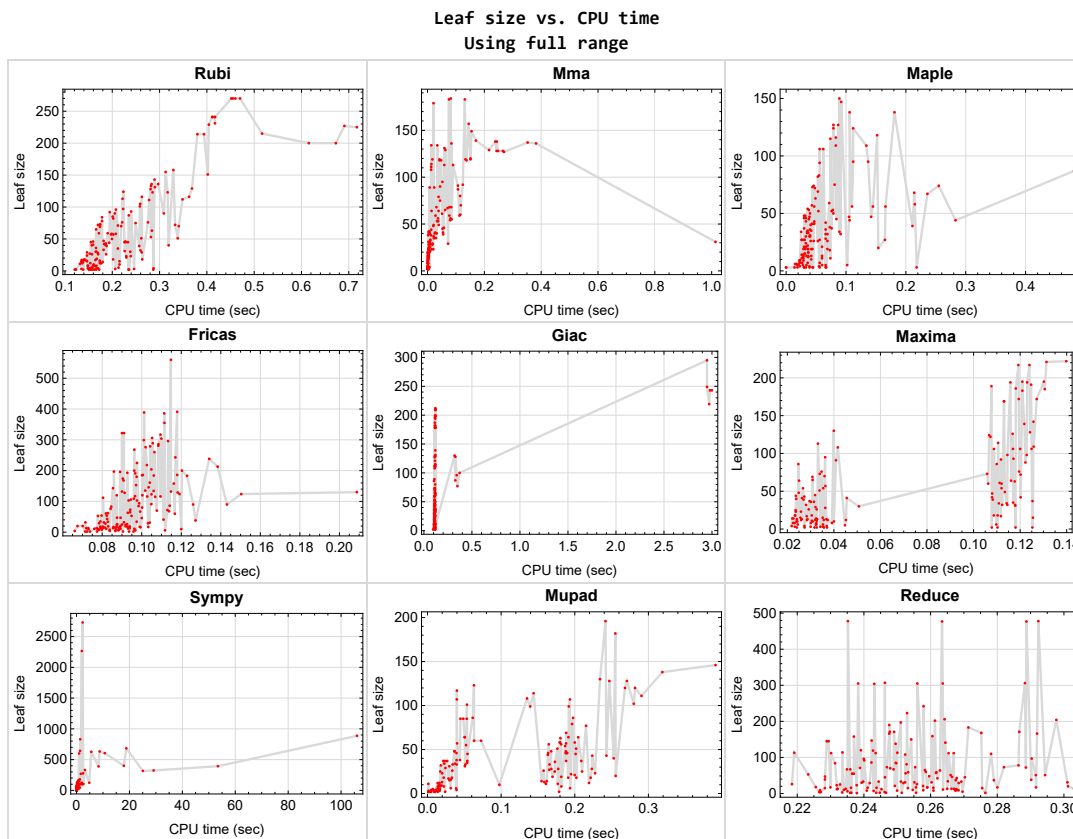 Leaf size vs. CPU time
Using full range
Rubi
Leaf size
250
200
150
100
50
0
0.1 0.2 0.3 0.4 0.5 0.6 0.7
CPU time (sec)
Mma
Leaf size
150
100
50
0
0.0 0.2 0.4 0.6 0.8 1.0
CPU time (sec)
Maple
Leaf size
150
100
50
0
0.0 0.1 0.2 0.3 0.4
CPU time (sec)
Fricas
Leaf size
500
400
300
200
100
0
0.08 0.10 0.12 0.14 0.16 0.18 0.20
CPU time (sec)
Giac
Leaf size
300
250
200
150
100
50
0
0.0 0.5 1.0 1.5 2.0 2.5 3.0
CPU time (sec)
Maxima
Leaf size
200
150
100
50
0
0.02 0.04 0.06 0.08 0.10 0.12 0.14
CPU time (sec)
Sympy
Leaf size
2500
2000
1500
1000
500
0
0 20 40 60 80 100
CPU time (sec)
Mupad
Leaf size
200
150
100
50
0
0.0 0.1 0.2 0.3
CPU time (sec)
Reduce
Leaf size
500
400
300
200
100
0
0.22 0.24 0.26 0.28 0.30
CPU time (sec)